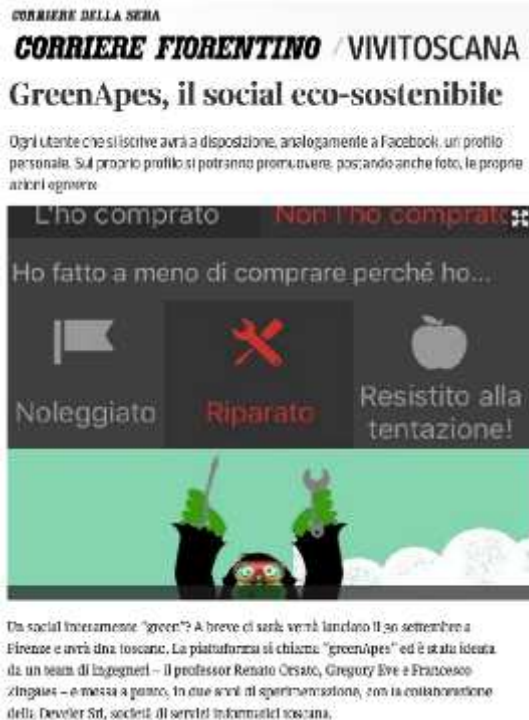 CORRIERE DELLA SERA
CORRIERE FIORENTINO / VIVITOSCANA
GreenApes, il social eco-sostenibile
Ogni utente che si iscrive avrà a disposizione, analogamente a Facebook, un profilo
personale. Sul proprio profilo si potranno promuovere, postando anche foto, le proprie
azioni «green»
L'ho comprato Non l'ho comprato
Ho fatto a meno di comprare perché ho...
Noleggiato Riparato Resistito alla
tentazione!
Un social interamente "green"? A breve ci sarà: verrà lanciato il 30 settembre a
Firenze e avrà dna toscano. La piattaforma si chiama "greenApes" ed è stata ideata
da un team di ingegneri – il professor Renato Orsato, Gregory Eve e Francesco
Zingales – e messa a punto, in due anni di sperimentazione, con la collaborazione
della Develer Srl, società di servizi informatici toscana.